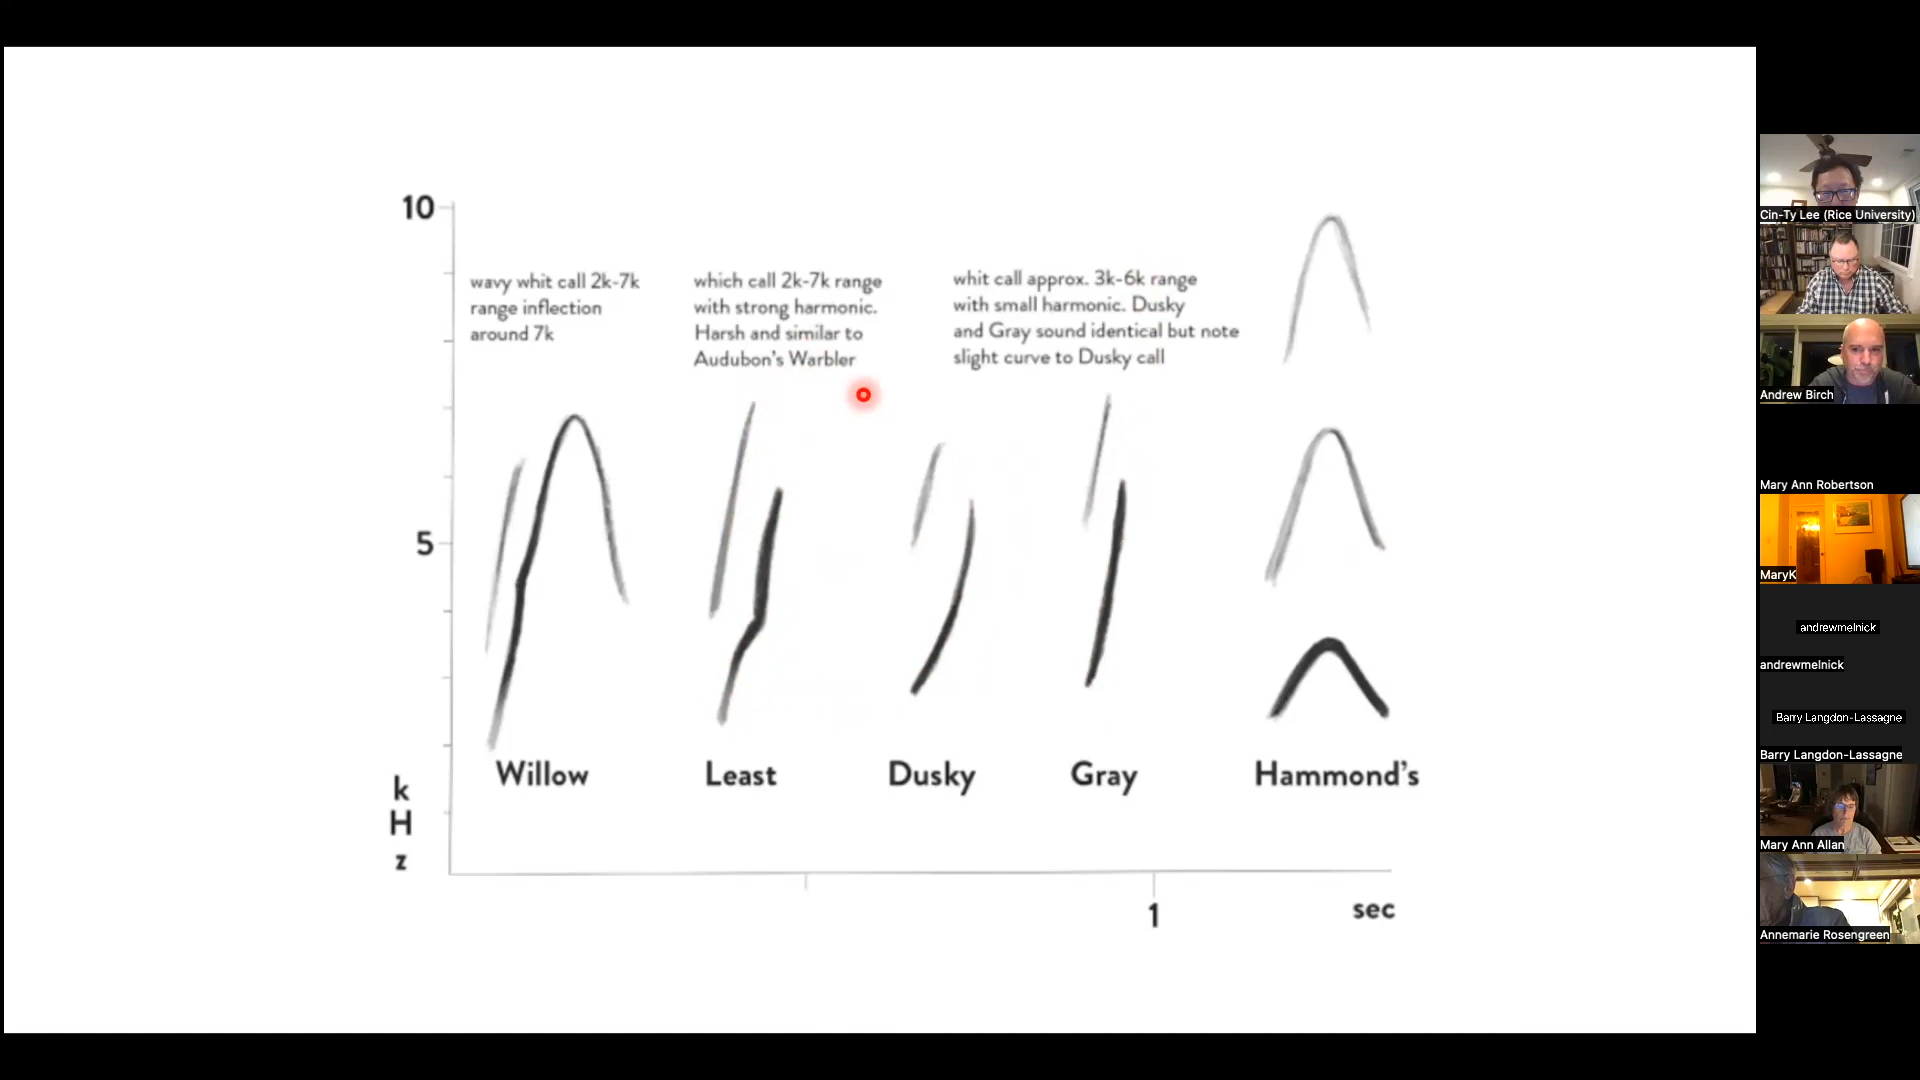 10
wavy whit call 2k-7k
range inflection
around 7k
which call 2k-7k range
with strong harmonic.
Harsh and similar to
Audubon's Warbler
whit call approx. 3k-6k range
with small harmonic. Dusky
and Gray sound identical but note
slight curve to Dusky call
5
k
H
z
Willow
Least
Dusky
Gray
Hammond's
1
sec
Cin-Ty Lee (Rice University)
Andrew Birch
Mary Ann Robertson
MaryK
andrewmelnick
andrewmelnick
Barry Langdon-Lassagne
Barry Langdon-Lassagne
Mary Ann Allan
Annemarie Rosengreen